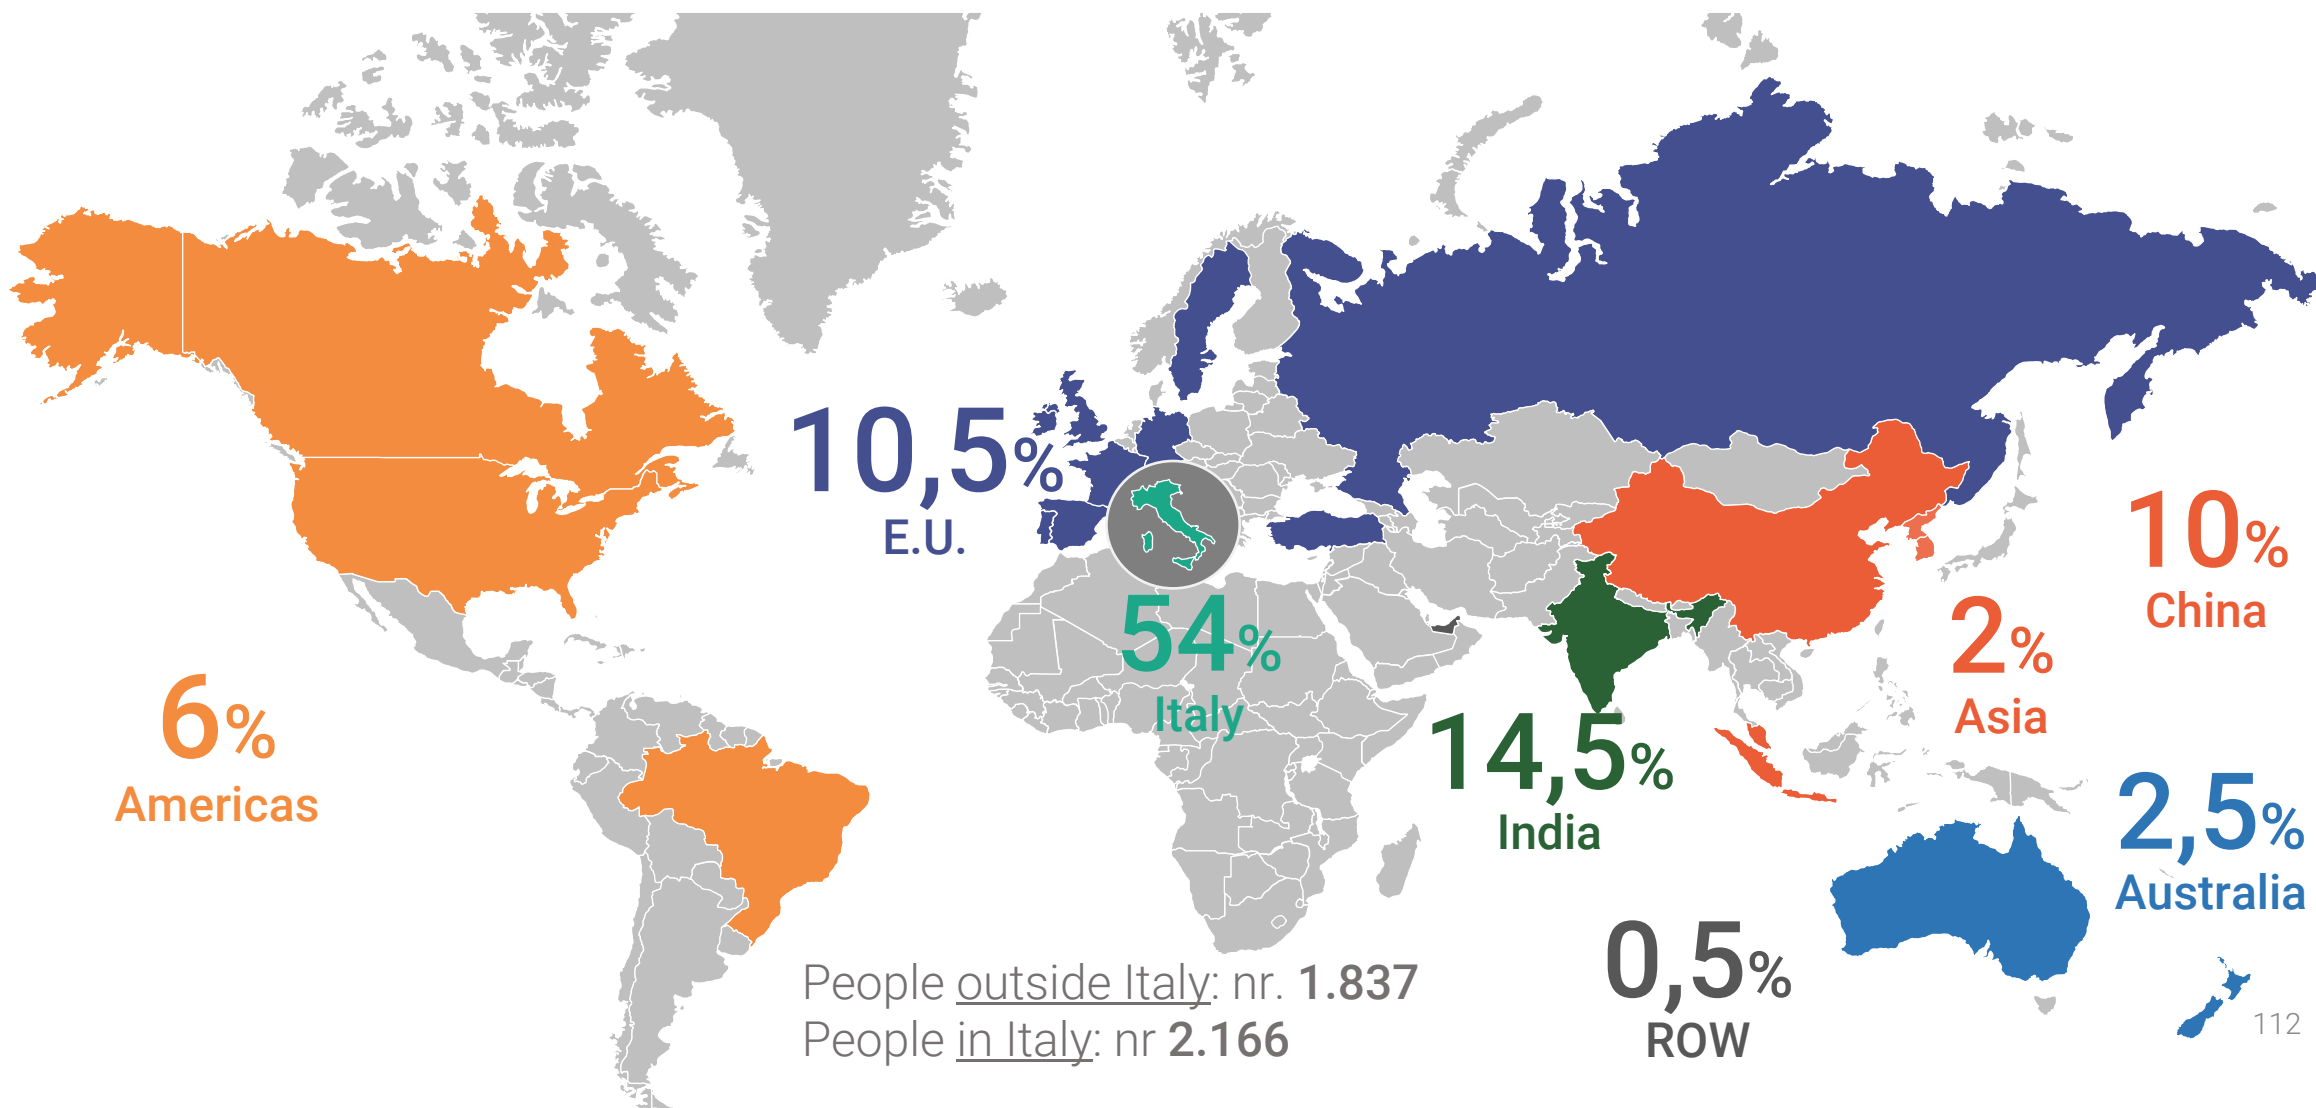 10,5%
E.U.
54%
Italy
10%
China
2%
Asia
6%
Americas
14,5%
India
2,5%
Australia
0,5%
ROW
People outside Italy: nr. 1.837
People in Italy: nr 2.166
112